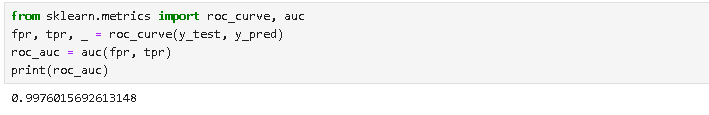 from sklearn.metrics import roc_curve, auc
fpr, tpr, _ = roc_curve(y_test, y_pred)
roc_auc = auc(fpr, tpr)
print(roc_auc)
0.9976015692613148